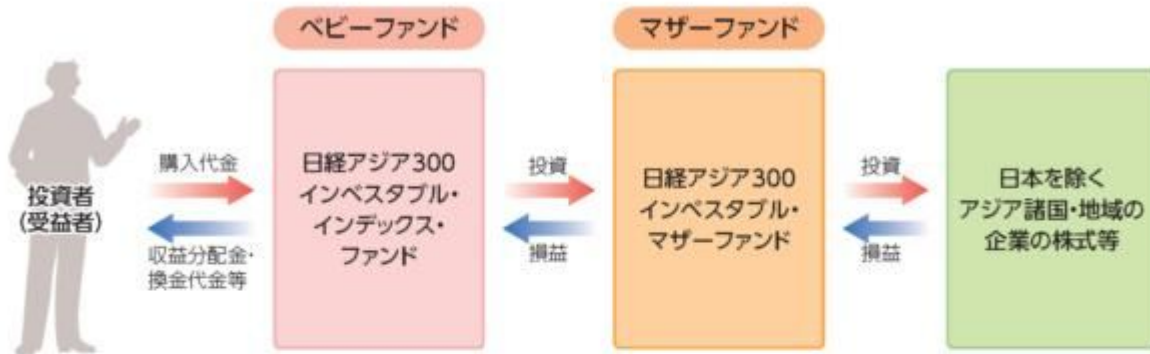 ベビーファンド
マザーファンド
投資者
(受益者)
購入代金
収益分配金・
換金代金等
日経アジア300
インベスタブル・
インデックス・
ファンド
投資
損益
日経アジア300
インベスタブル・
マザーファンド
投資
損益
日本を除く
アジア諸国・地域の
企業の株式等